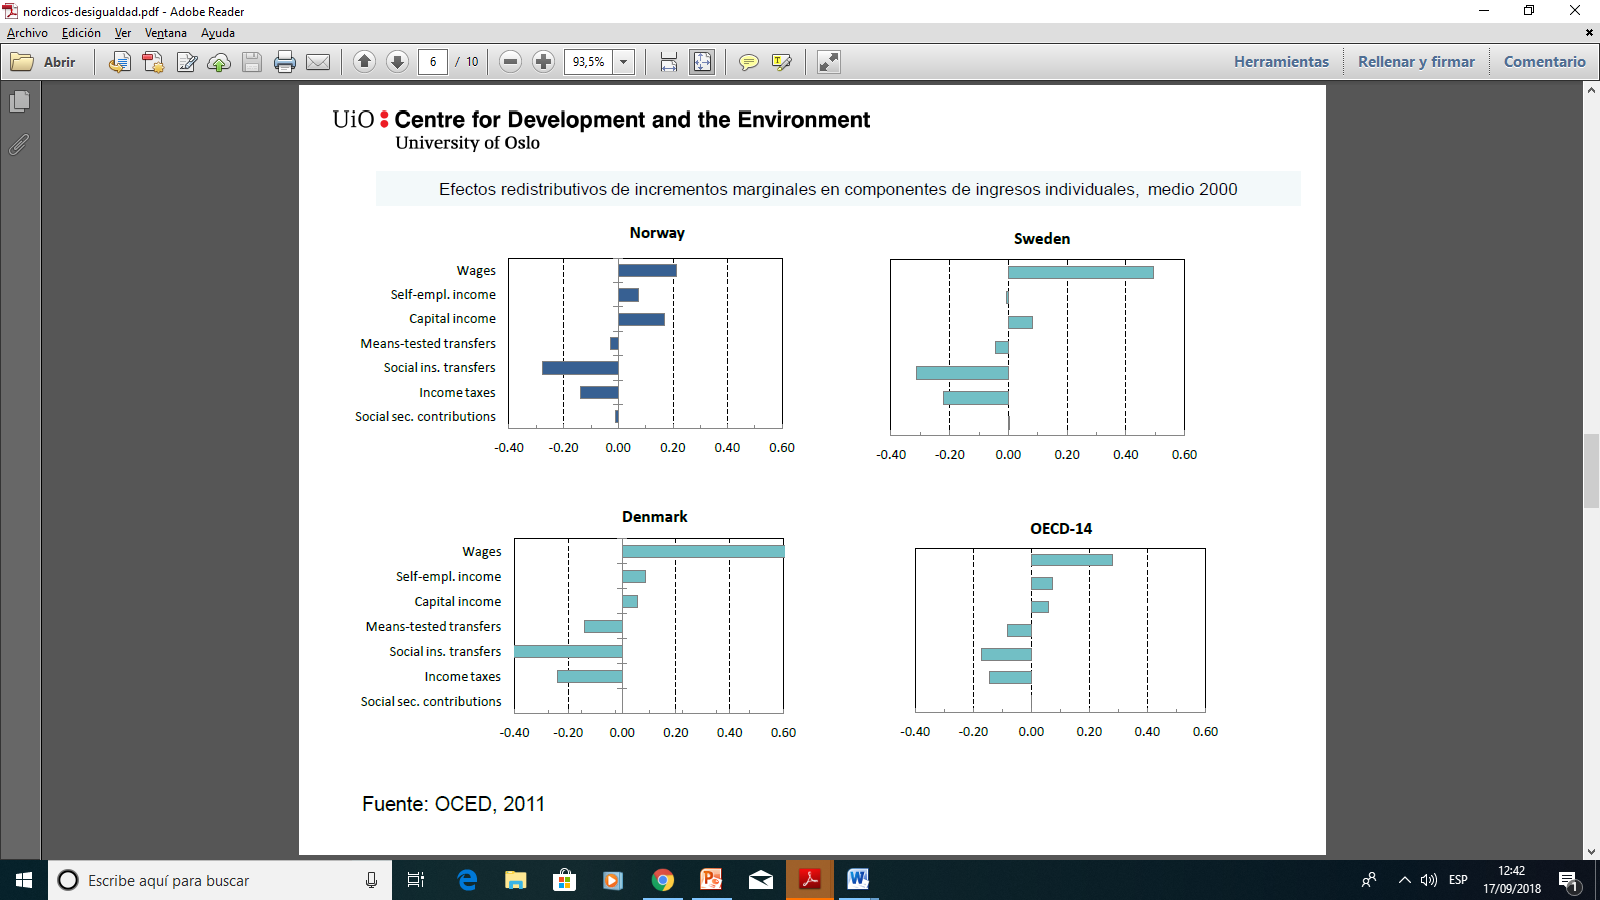 nordicos-desigualdad.pdf - Adobe Reader
Archivo Edición Ver Ventana Ayuda
Abrir 6 / 10 93,5% Herramientas Rellenar y firmar Comentario
UiO : Centre for Development and the Environment
University of Oslo
Efectos redistributivos de incrementos marginales en componentes de ingresos individuales, medio 2000
Norway
Wages
Self-empl. income
Capital income
Means-tested transfers
Social ins. transfers
Income taxes
Social sec. contributions
-0.40 -0.20 0.00 0.20 0.40 0.60
Sweden
-0.40 -0.20 0.00 0.20 0.40 0.60
Denmark
Wages
Self-empl. income
Capital income
Means-tested transfers
Social ins. transfers
Income taxes
Social sec. contributions
-0.40 -0.20 0.00 0.20 0.40 0.60
OECD-14
-0.40 -0.20 0.00 0.20 0.40 0.60
Fuente: OCED, 2011
Escribe aquí para buscar
ESP
12:42
17/09/2018
1